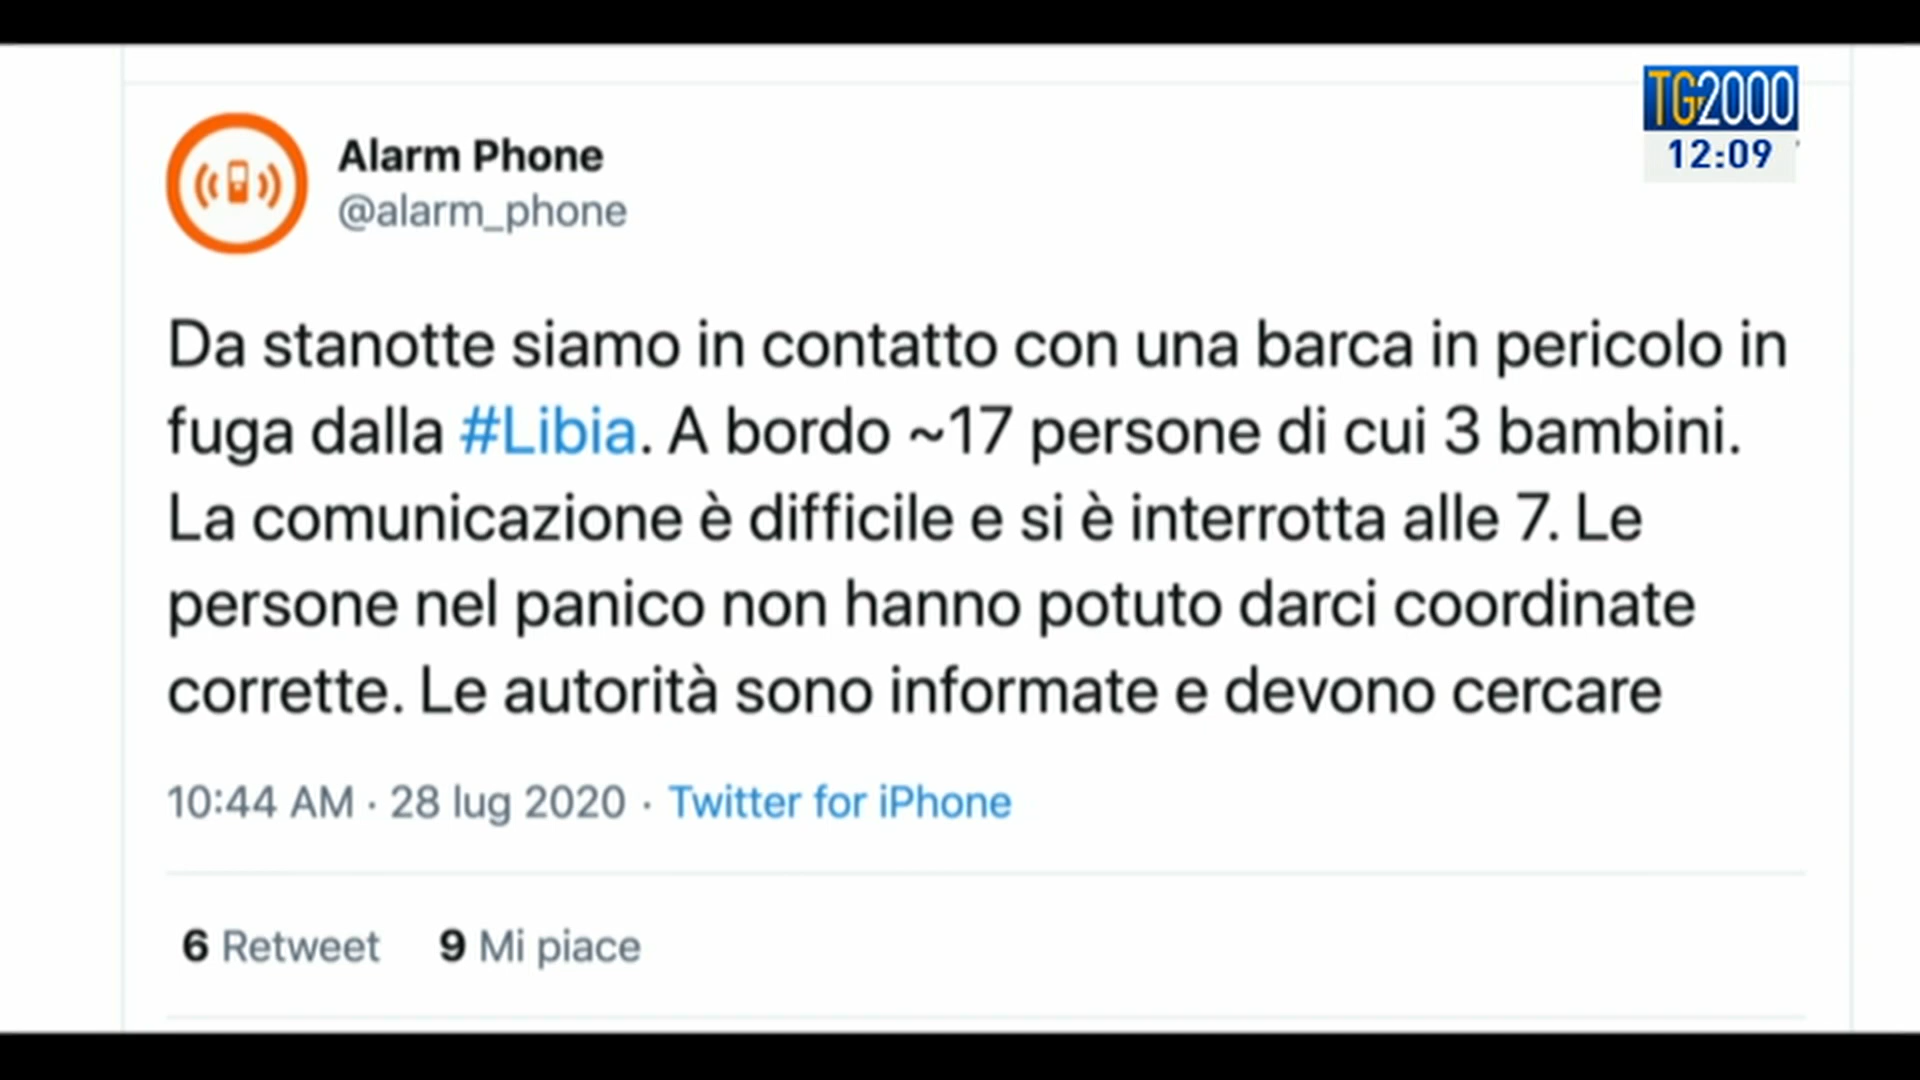 TG2000
12:09
Alarm Phone
@alarm_phone
Da stanotte siamo in contatto con una barca in pericolo in
fuga dalla #Libia. A bordo ~17 persone di cui 3 bambini.
La comunicazione è difficile e si è interrotta alle 7. Le
persone nel panico non hanno potuto darci coordinate
corrette. Le autorità sono informate e devono cercare
10:44 AM · 28 lug 2020 · Twitter for iPhone
6 Retweet 9 Mi piace